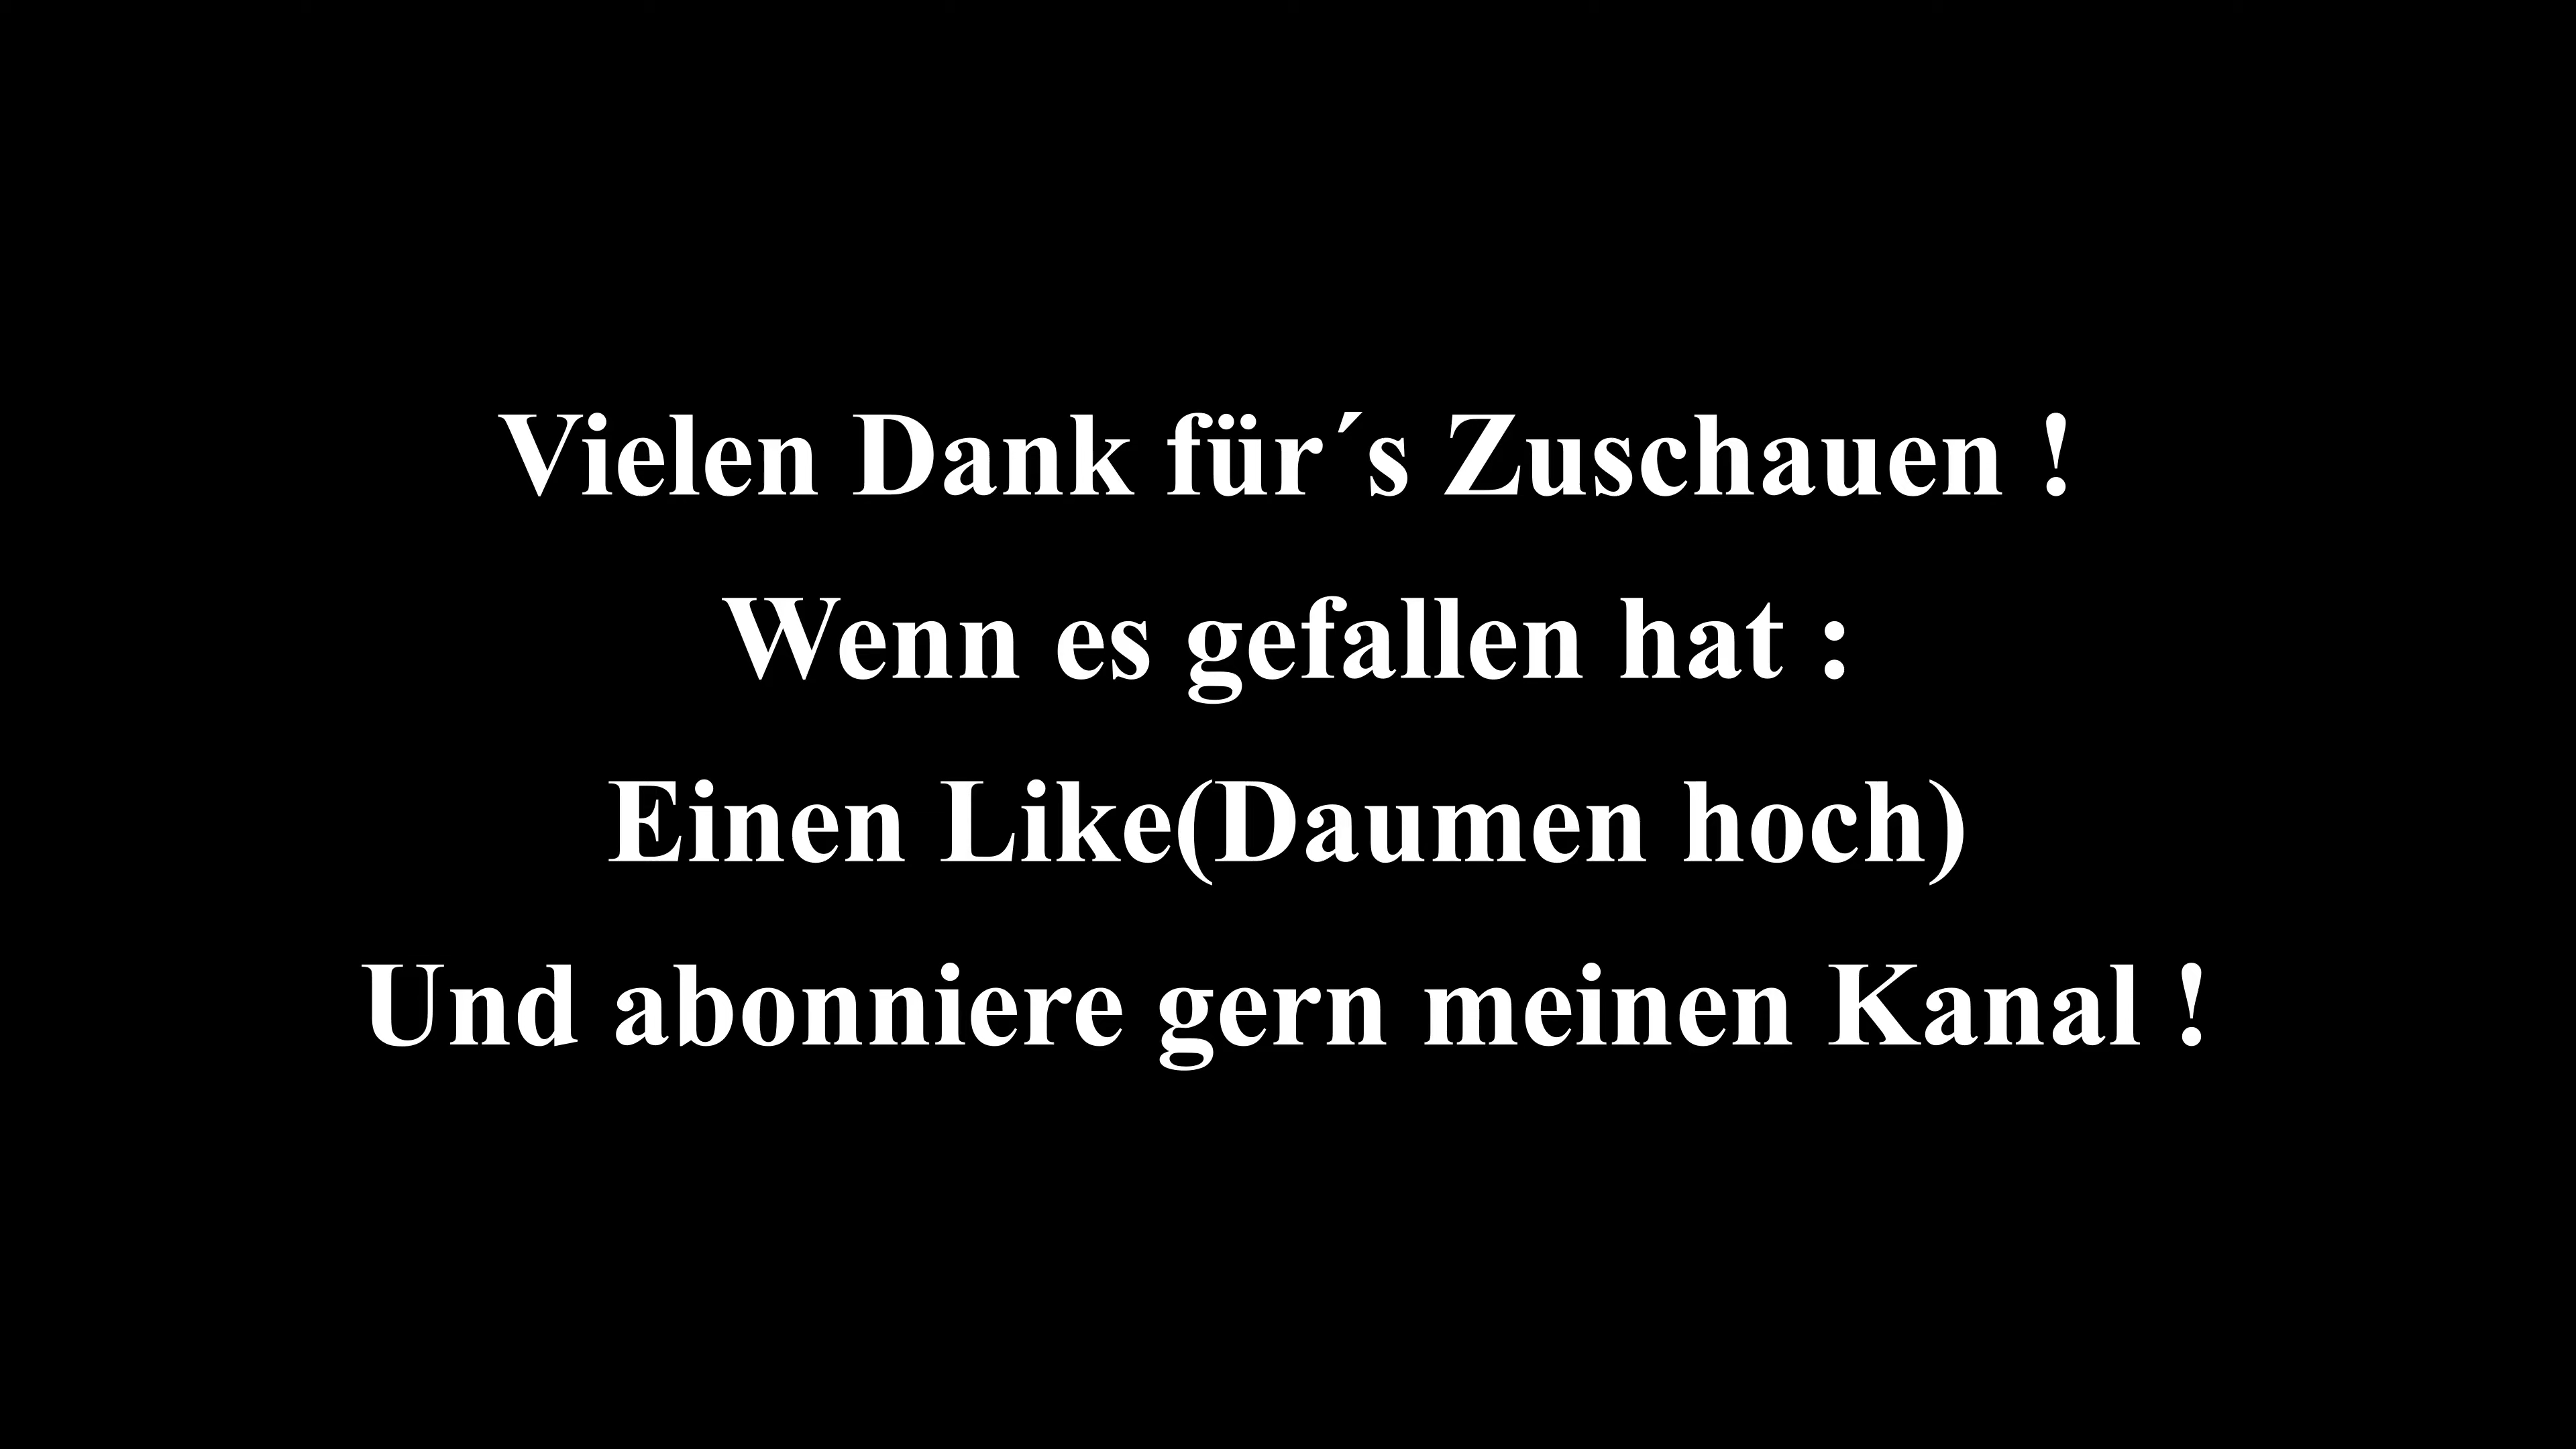 Vielen Dank für´s Zuschauen !
Wenn es gefallen hat :
Einen Like(Daumen hoch)
Und abonniere gern meinen Kanal !